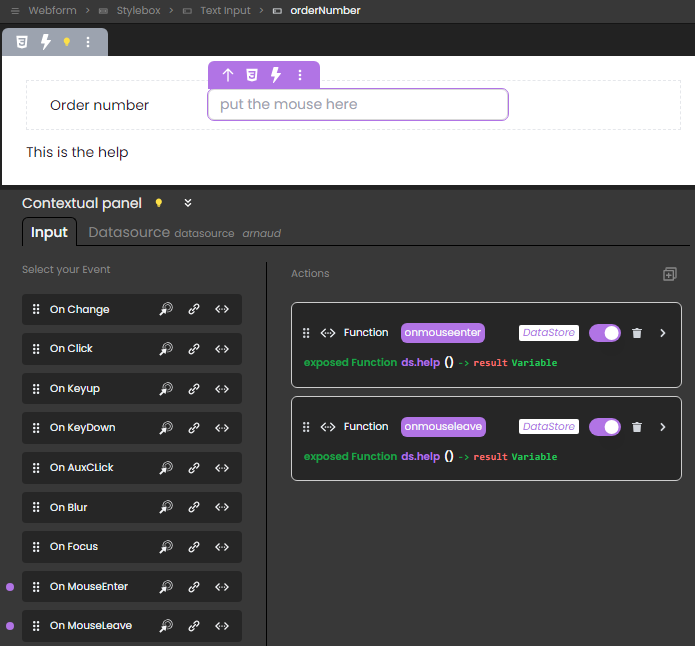 Webform > Stylebox > Text Input > orderNumber
Order number
put the mouse here
This is the help
Contextual panel
Input Datasource datasource arnaud
Select your Event
On Change
On Click
On Keyup
On KeyDown
On AuxCLick
On Blur
On Focus
On MouseEnter
On MouseLeave
Actions
Function onmouseenter DataStore
exposed Function ds.help () -> result Variable
Function onmouseleave DataStore
exposed Function ds.help () -> result Variable